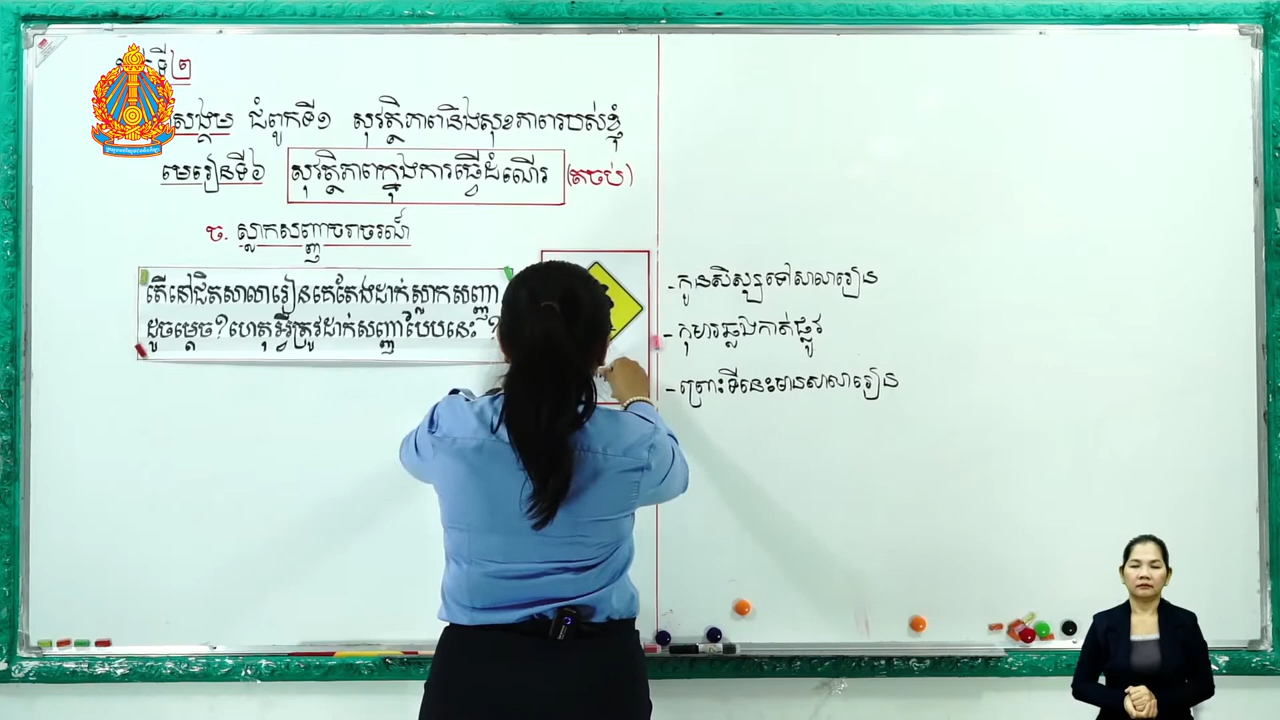 ទី២
សង្គម ជំពូកទី១ សុវត្ថិភាពនិងសុខភាពរបស់ខ្ញុំ
មេរៀនទី៦ សុវត្ថិភាពក្នុងការធ្វើដំណើរ (តចប់)
ច. ស្លាកសញ្ញាចរាចរណ៍
តើនៅជិតសាលារៀនគេតែងដាក់ស្លាកសញ្ញា
ដូចម្ដេច? ហេតុអ្វីត្រូវដាក់សញ្ញាបែបនេះ ?
-កូនសិស្សទៅសាលារៀន
-កុមារឆ្លងកាត់ផ្លូវ
-ព្រោះទីនេះមានសាលារៀន